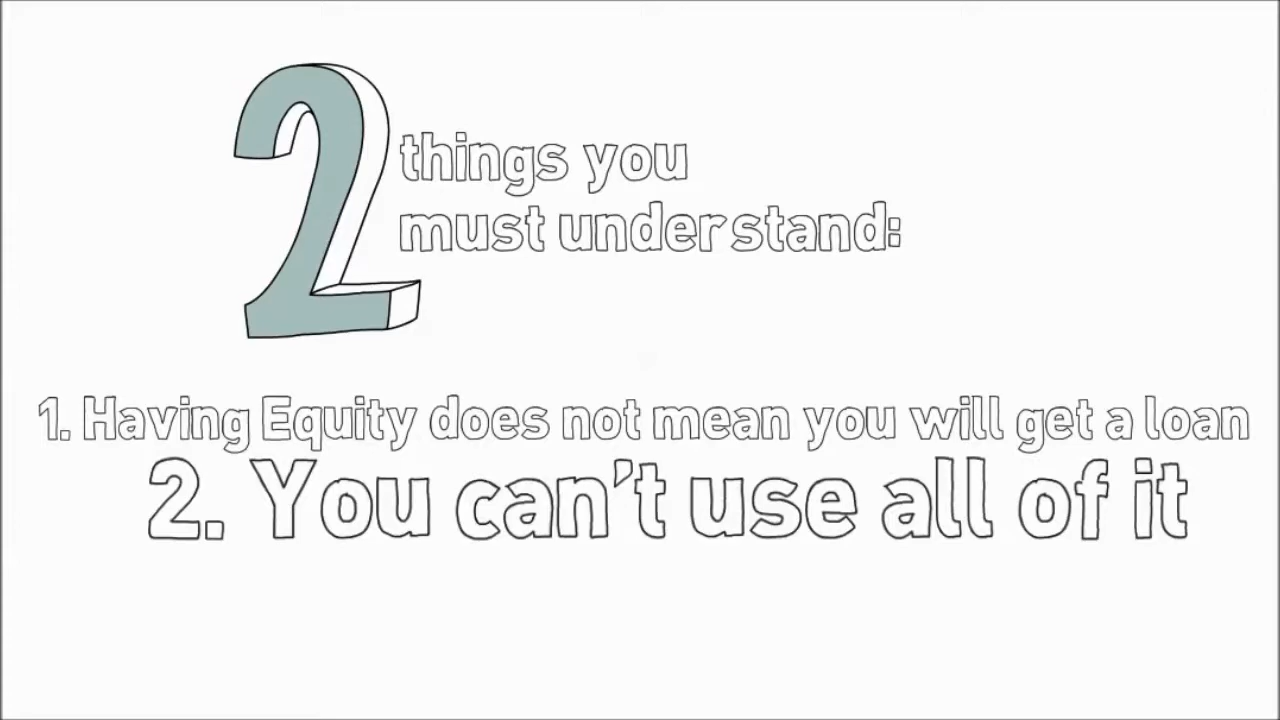 2
things you
must understand:
1. Having Equity does not mean you will get a loan
2. You can't use all of it